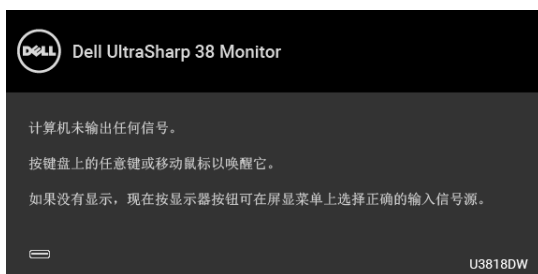 DELL
Dell UltraSharp 38 Monitor
计算机未输出任何信号。
按键盘上的任意键或移动鼠标以唤醒它。
如果没有显示，现在按显示器按钮可在屏显菜单上选择正确的输入信号源。
U3818DW